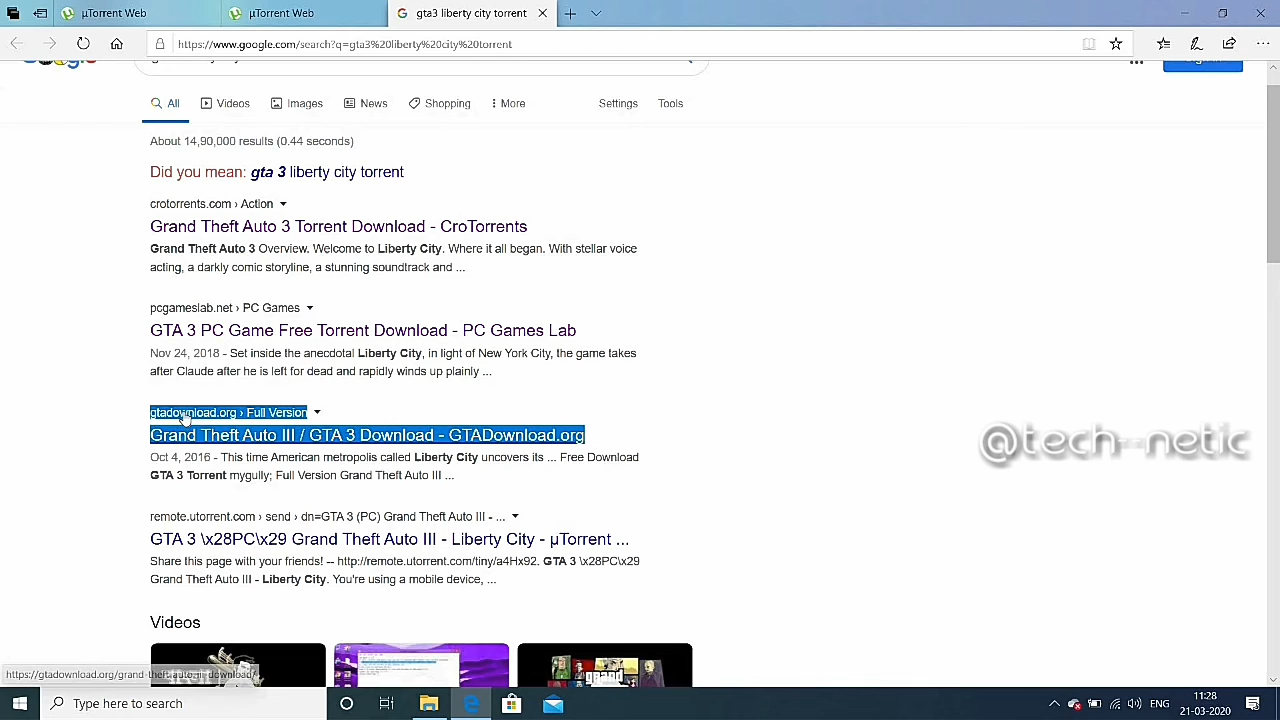 µTorrent Web
µTorrent Web
gta3 liberty city torrent
https://www.google.com/search?q=gta3%20liberty%20city%20torrent
All
Videos
Images
News
Shopping
More
Settings
Tools
About 14,90,000 results (0.44 seconds)
Did you mean: gta 3 liberty city torrent
crotorrents.com › Action
Grand Theft Auto 3 Torrent Download - CroTorrents
Grand Theft Auto 3 Overview. Welcome to Liberty City. Where it all began. With stellar voice
acting, a darkly comic storyline, a stunning soundtrack and ...
pcgameslab.net › PC Games
GTA 3 PC Game Free Torrent Download - PC Games Lab
Nov 24, 2018 - Set inside the anecdotal Liberty City, in light of New York City, the game takes
after Claude after he is left for dead and rapidly winds up plainly ...
gtadownload.org › Full Version
Grand Theft Auto III / GTA 3 Download - GTADownload.org
@tech--netic
Oct 4, 2016 - This time American metropolis called Liberty City uncovers its ... Free Download
GTA 3 Torrent mygully; Full Version Grand Theft Auto III ...
remote.utorrent.com › send › dn=GTA 3 (PC) Grand Theft Auto III - ...
GTA 3 \x28PC\x29 Grand Theft Auto III - Liberty City - µTorrent ...
Share this page with your friends! -- http://remote.utorrent.com/tiny/a4Hx92. GTA 3 \x28PC\x29
Grand Theft Auto III - Liberty City. You're using a mobile device, ...
Videos
https://gtadownload.org/grand-theft-auto-iii-download/
Type here to search
ENG
11:28
21-03-2020